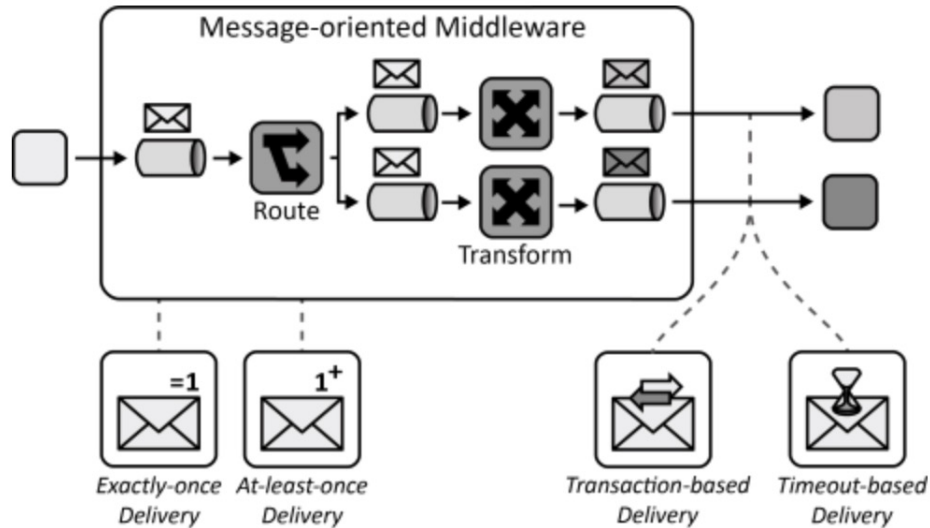 Message-oriented Middleware
Route
Transform
=1
1+
Exactly-once
Delivery
At-least-once
Delivery
Transaction-based
Delivery
Timeout-based
Delivery